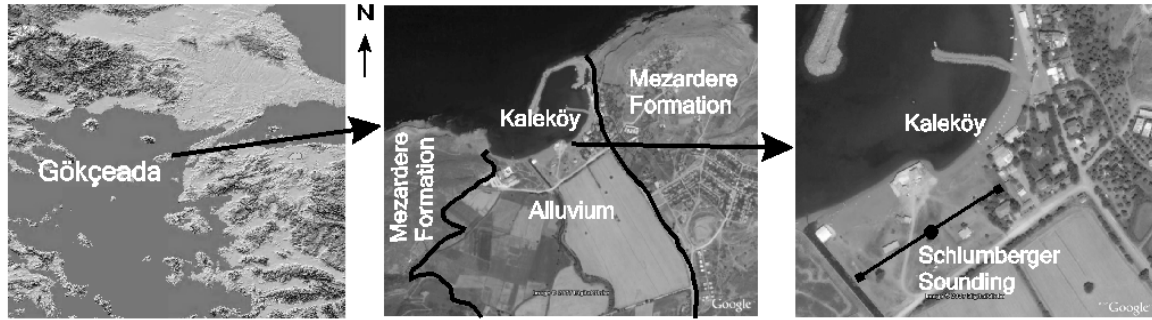 Gökçeada
N
Mezardere
Formation
Kaleköy
Mezardere
Formation
Alluvium
Google
Kaleköy
Schlumberger
Sounding
Google